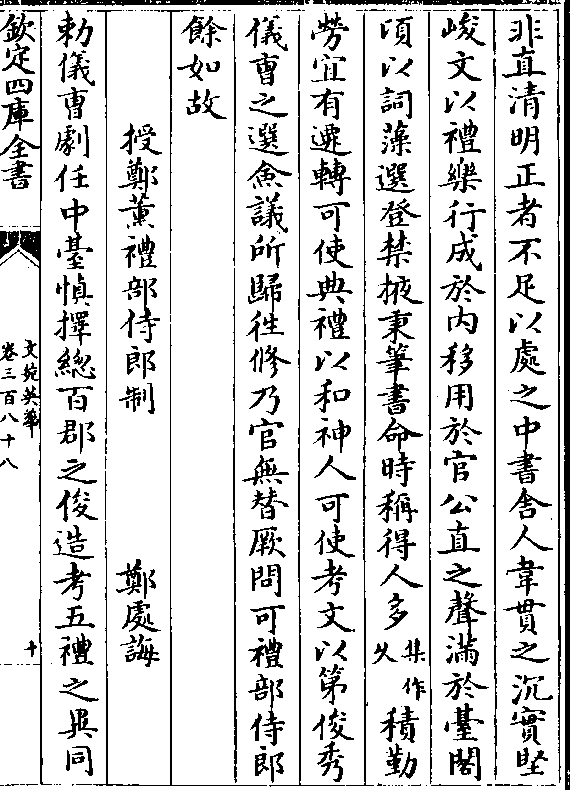 非直清明正者不足以處之中書舍人韋貫之沉實堅
峻文以禮樂行成於内移用於官公直之聲滿於臺閣
頃以詞藻選登禁掖秉筆書命時稱得人多集作久積勤
勞宜有遷轉可使典禮以和神人可使考文以第俊秀
儀曹之選僉議所歸徃修乃官無替厥問可禮部侍郎
餘如故
授鄭薰禮部侍郎制　鄭處誨
勅儀曹劇任中臺慎擇總百郡之俊造考五禮之異同
欽定四庫全書
文苑英華
卷三百八十八
十